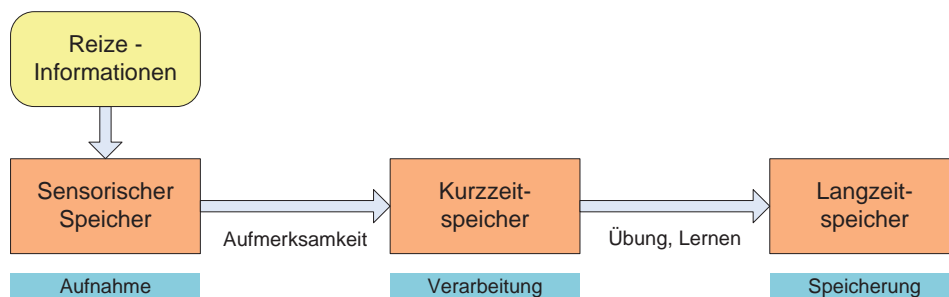 Reize -
Informationen
Sensorischer
Speicher
Aufmerksamkeit
Kurzzeit-
speicher
Übung, Lernen
Langzeit-
speicher
Aufnahme
Verarbeitung
Speicherung